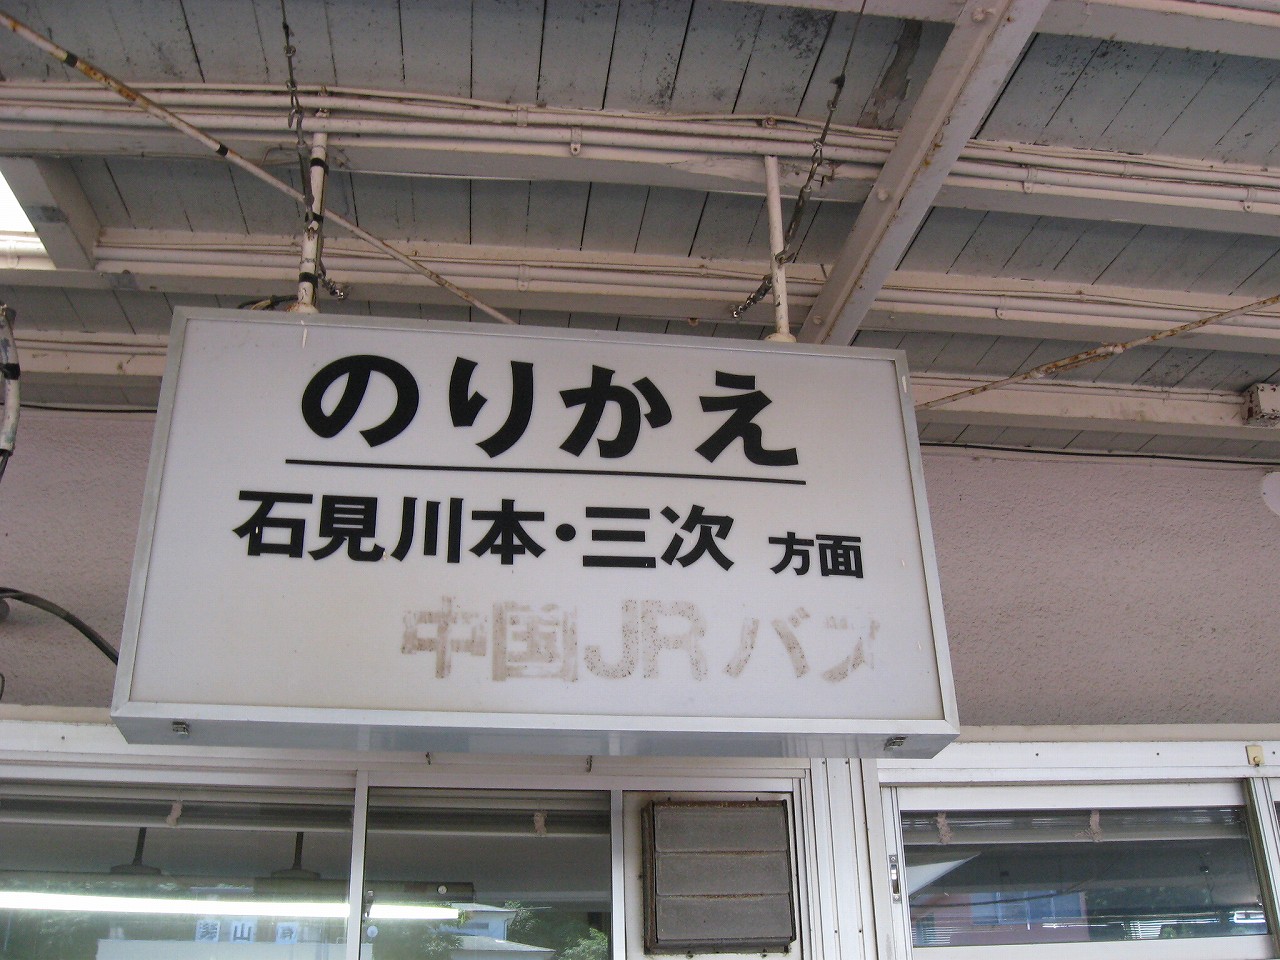 のりかえ
石見川本・三次 方面
中国JRバス